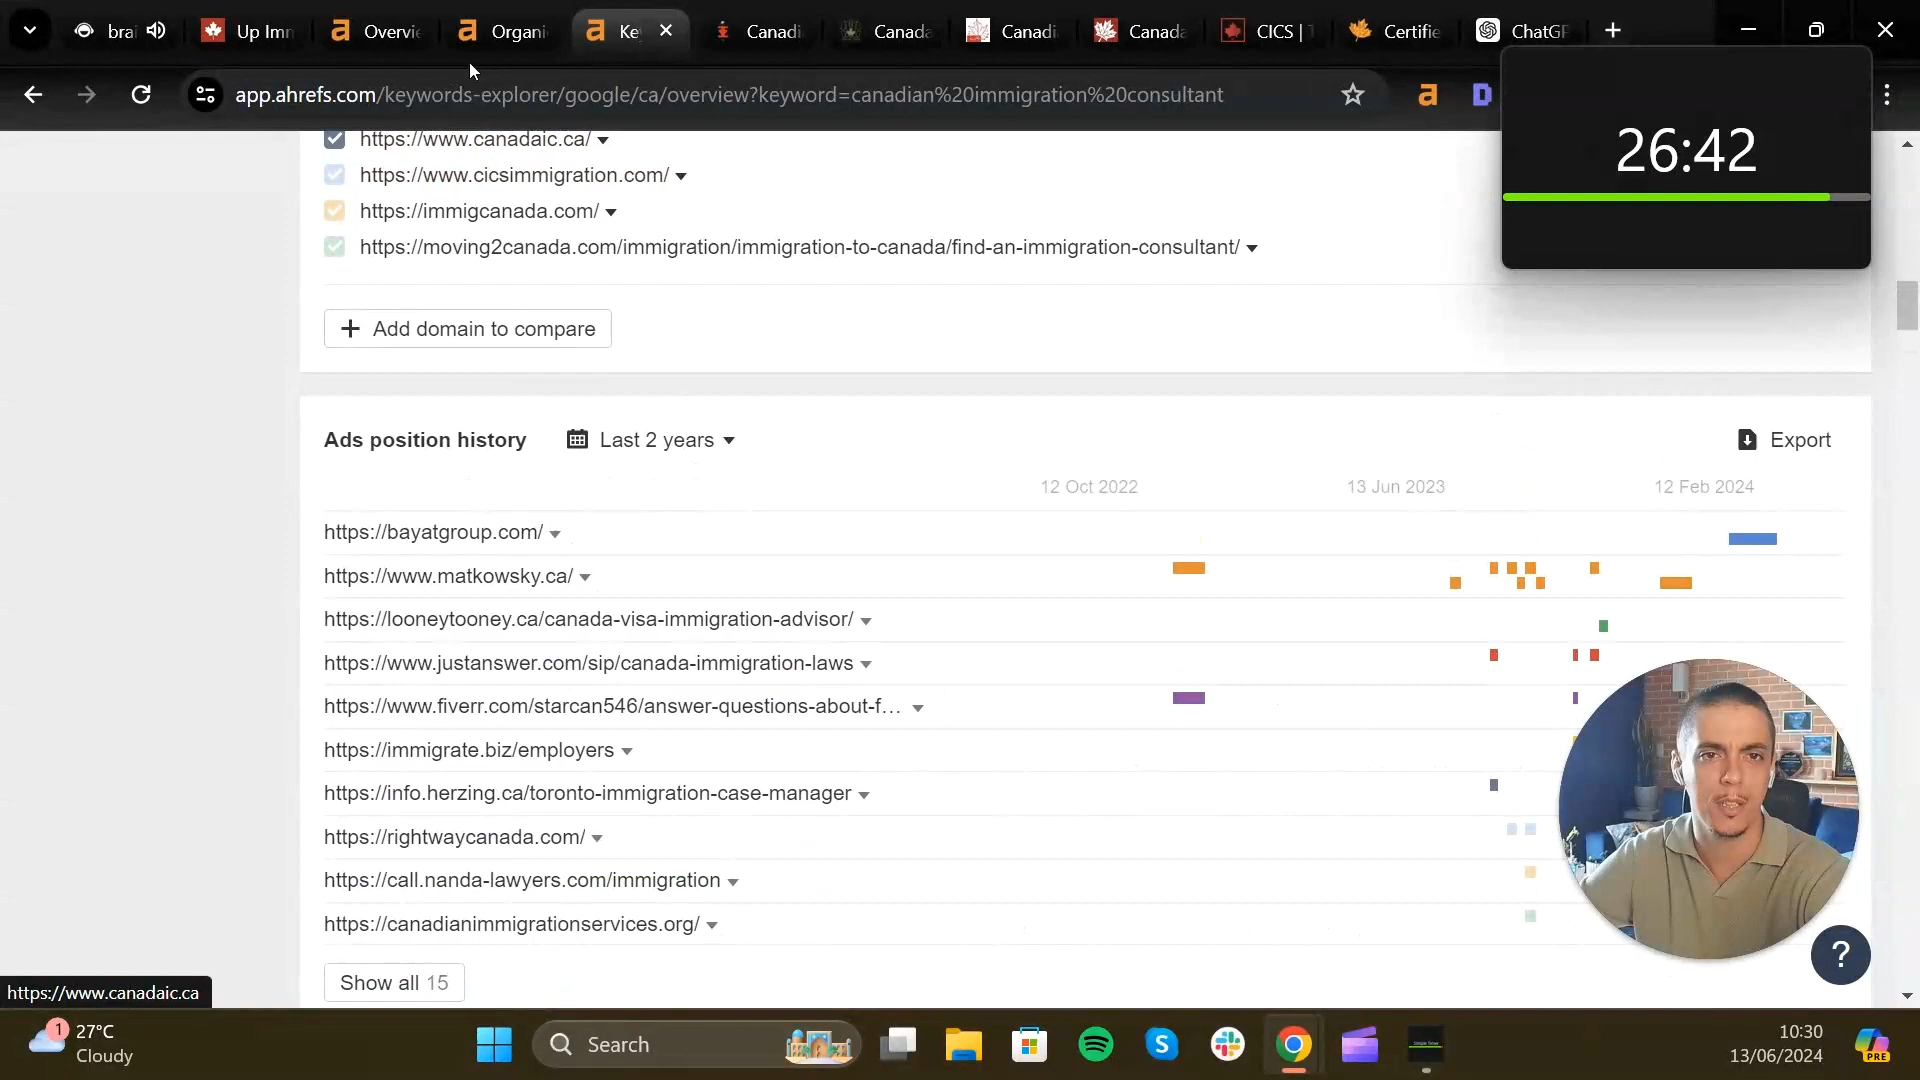 brai
Up Imn
Overvie
Organi
Key
Canadi
Canada
Canadi
Canada
CICS | T
Certifie
ChatGP
app.ahrefs.com/keywords-explorer/google/ca/overview?keyword=canadian%20immigration%20consultant
26:42
https://www.canadaic.ca/
https://www.cicsimmigration.com/
https://immigcanada.com/
https://moving2canada.com/immigration/immigration-to-canada/find-an-immigration-consultant/
Add domain to compare
Ads position history
Last 2 years
Export
12 Oct 2022
13 Jun 2023
12 Feb 2024
https://bayatgroup.com/
https://www.matkowsky.ca/
https://looneytooney.ca/canada-visa-immigration-advisor/
https://www.justanswer.com/sip/canada-immigration-laws
https://www.fiverr.com/starcan546/answer-questions-about-f...
https://immigrate.biz/employers
https://info.herzing.ca/toronto-immigration-case-manager
https://rightwaycanada.com/
https://call.nanda-lawyers.com/immigration
https://canadianimmigrationservices.org/
Show all 15
?
https://www.canadaic.ca
1
27°C
Cloudy
Search
10:30
13/06/2024
PRE